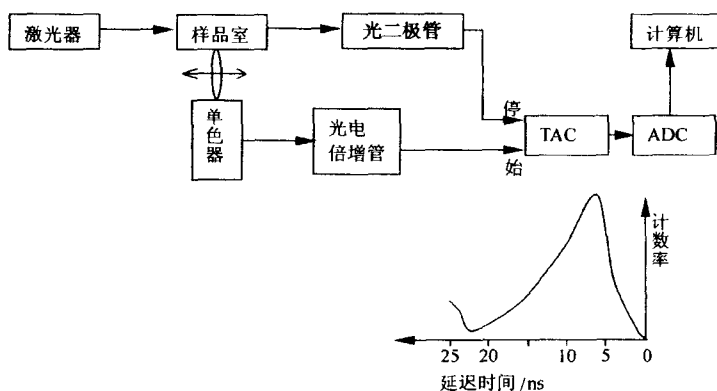 激光器
样品室
光二极管
计算机
单色器
光电
倍增管
停
始
TAC
ADC
计数率
25 20 10 5 0
延迟时间/ns